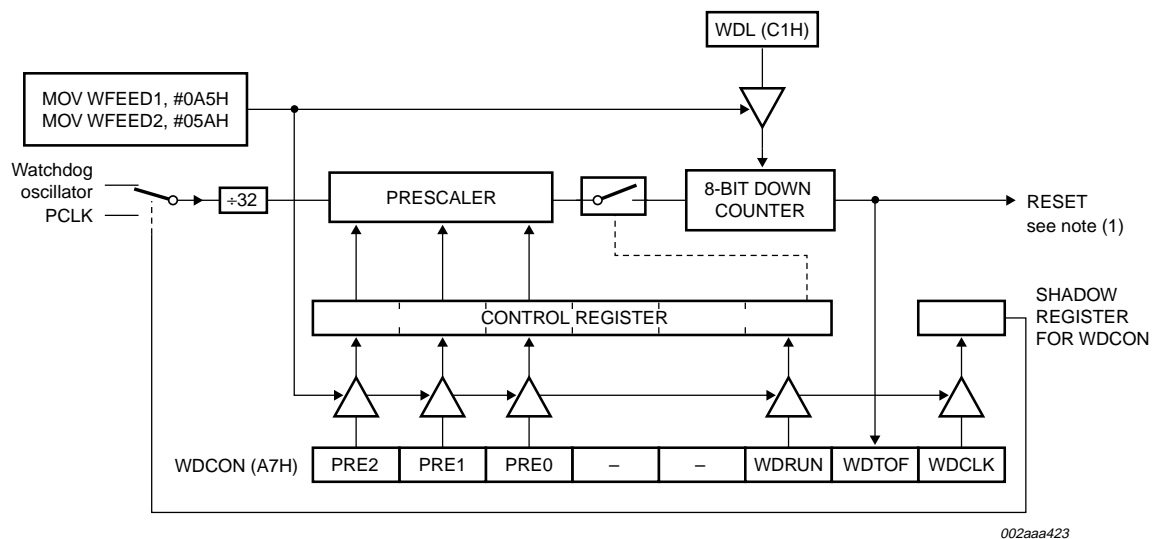 WDL (C1H)
MOV WFEED1, #0A5H
MOV WFEED2, #05AH
Watchdog
oscillator
PCLK
÷32
PRESCALER
8-BIT DOWN
COUNTER
RESET
see note (1)
CONTROL REGISTER
SHADOW
REGISTER
FOR WDCON
WDCON (A7H)
PRE2
PRE1
PRE0
–
–
WDRUN
WDTOF
WDCLK
002aaa423